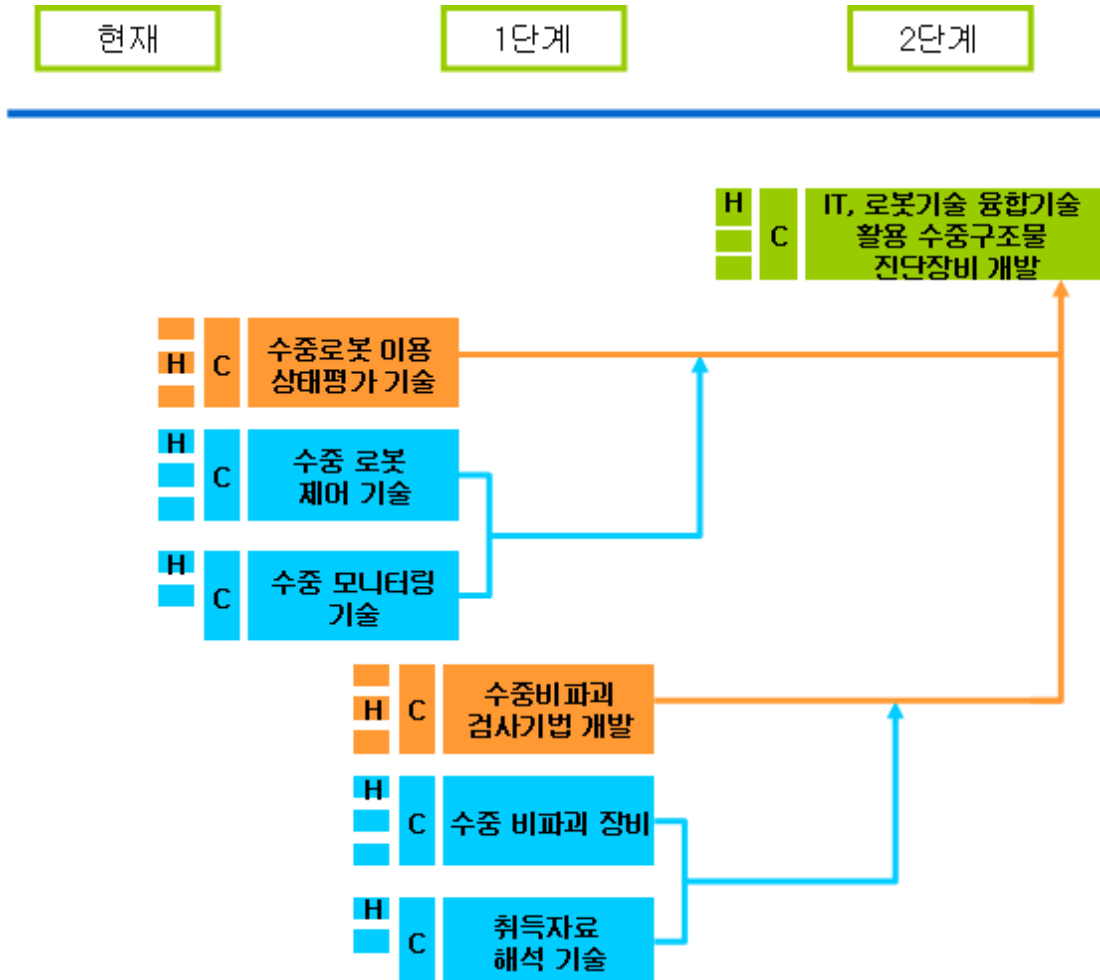 현재
1단계
2단계
H
C
IT, 로봇기술 융합기술
활용 수중구조물
진단장비 개발
H
C
수중로봇 이용
상태평가 기술
H
C
수중 로봇
제어 기술
H
C
수중 모니터링
기술
H
C
수중비파괴
검사기법 개발
H
C
수중 비파괴 장비
H
C
취득자료
해석 기술